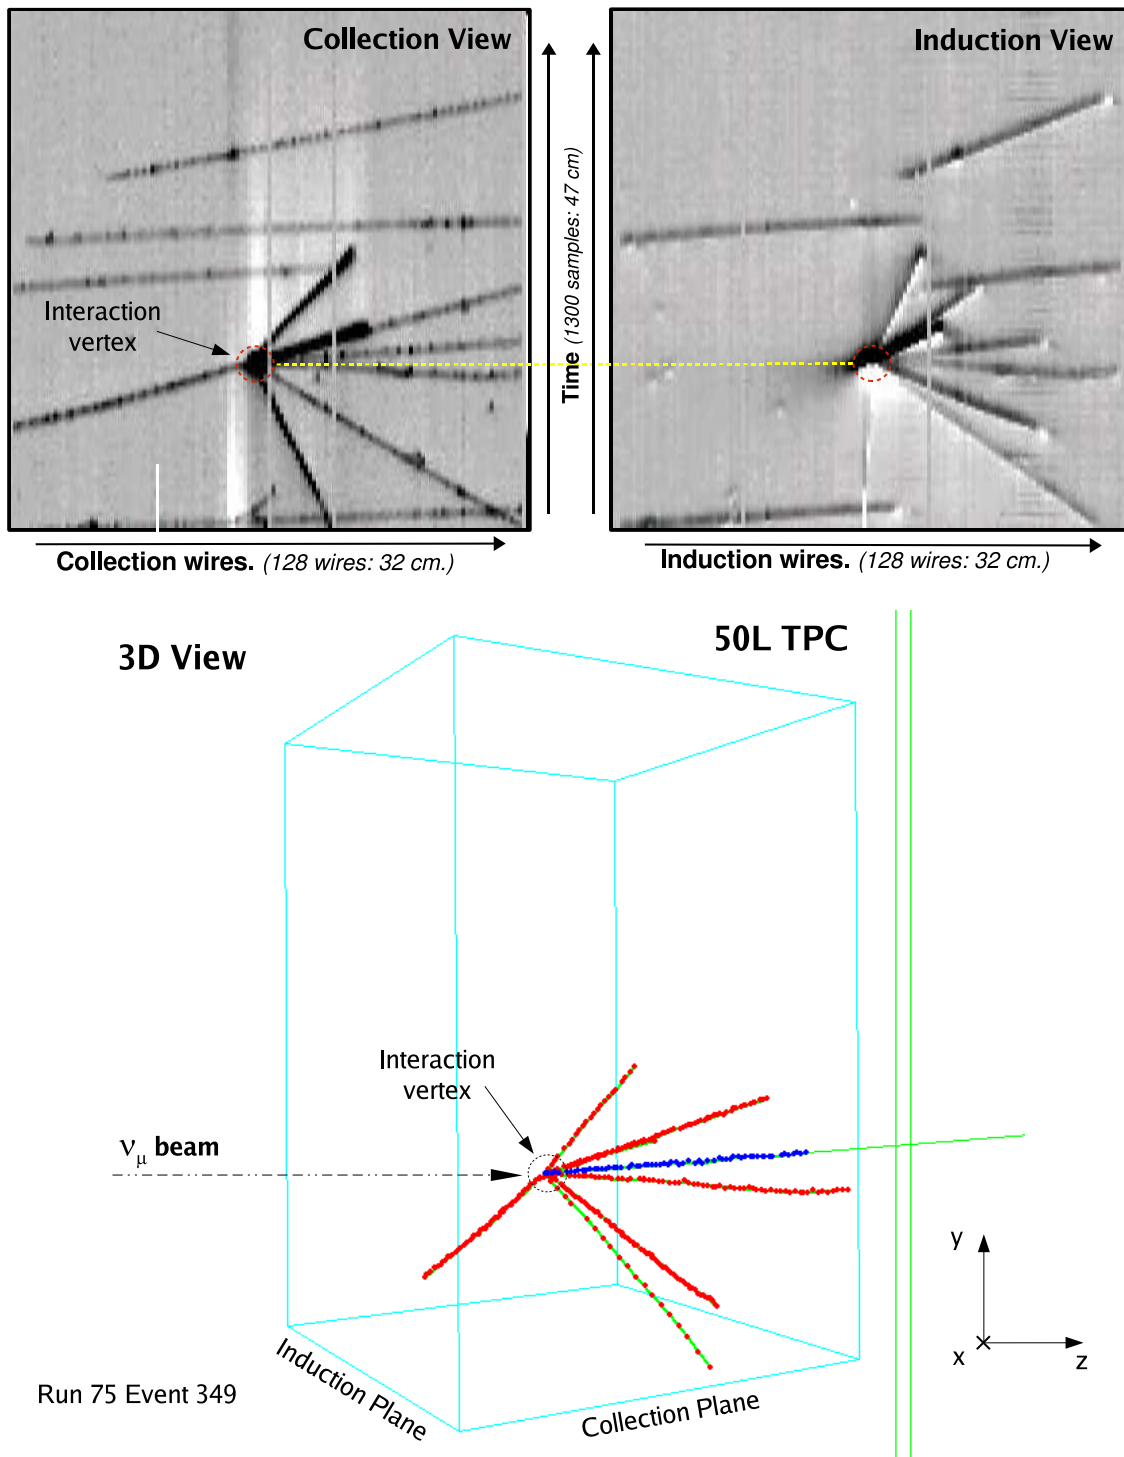 Collection View
Induction View
Interaction
vertex
Time (1300 samples: 47 cm)
Collection wires. (128 wires: 32 cm.)
Induction wires. (128 wires: 32 cm.)
3D View
50L TPC
Interaction
vertex
νμ beam
y
x
z
Induction Plane
Collection Plane
Run 75 Event 349